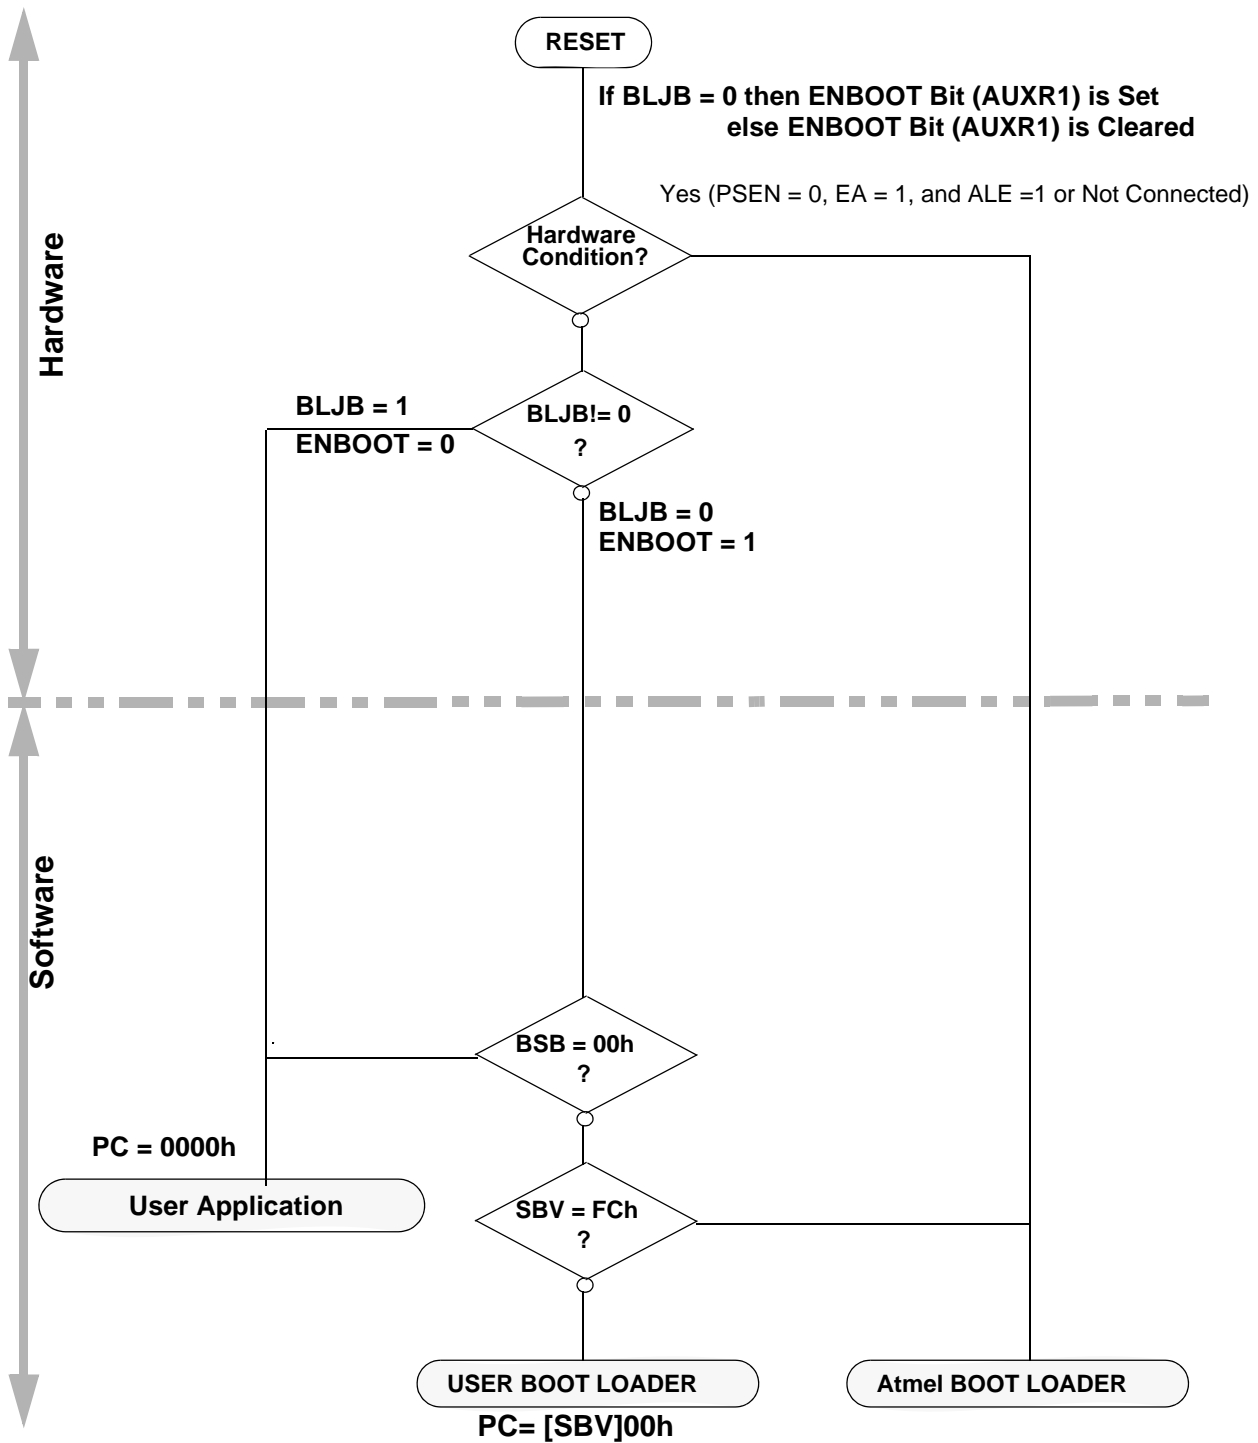 RESET
If BLJB = 0 then ENBOOT Bit (AUXR1) is Set
else ENBOOT Bit (AUXR1) is Cleared
Yes (PSEN = 0, EA = 1, and ALE =1 or Not Connected)
Hardware
Condition?
Hardware
BLJB = 1
ENBOOT = 0
BLJB!= 0
?
BLJB = 0
ENBOOT = 1
Software
BSB = 00h
?
PC = 0000h
User Application
SBV = FCh
?
USER BOOT LOADER
PC= [SBV]00h
Atmel BOOT LOADER